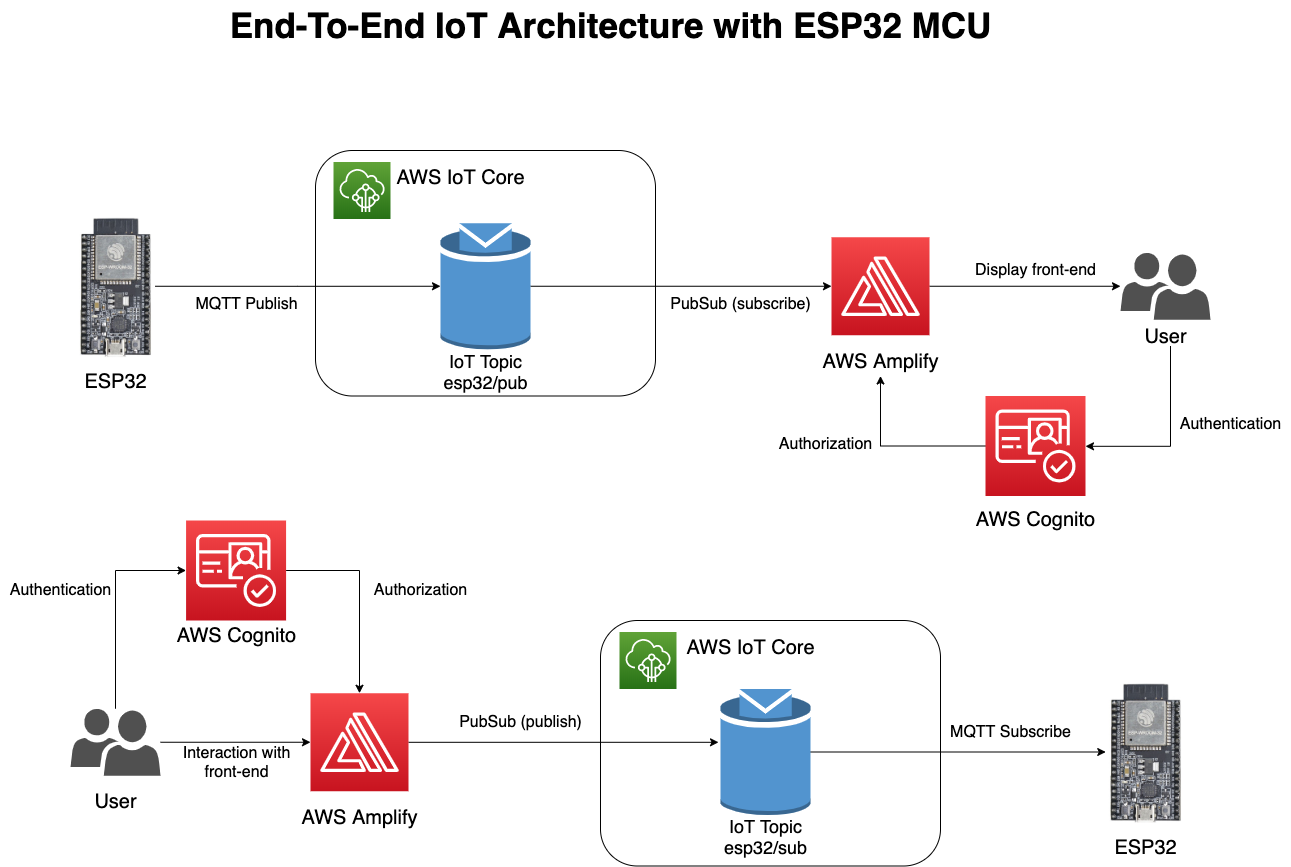 End-To-End IoT Architecture with ESP32 MCU
AWS IoT Core
MQTT Publish
IoT Topic
esp32/pub
PubSub (subscribe)
Display front-end
ESP32
AWS Amplify
User
Authentication
Authorization
AWS Cognito
Authentication
AWS Cognito
Authorization
User
Interaction with
front-end
AWS Amplify
PubSub (publish)
AWS IoT Core
IoT Topic
esp32/sub
MQTT Subscribe
ESP32